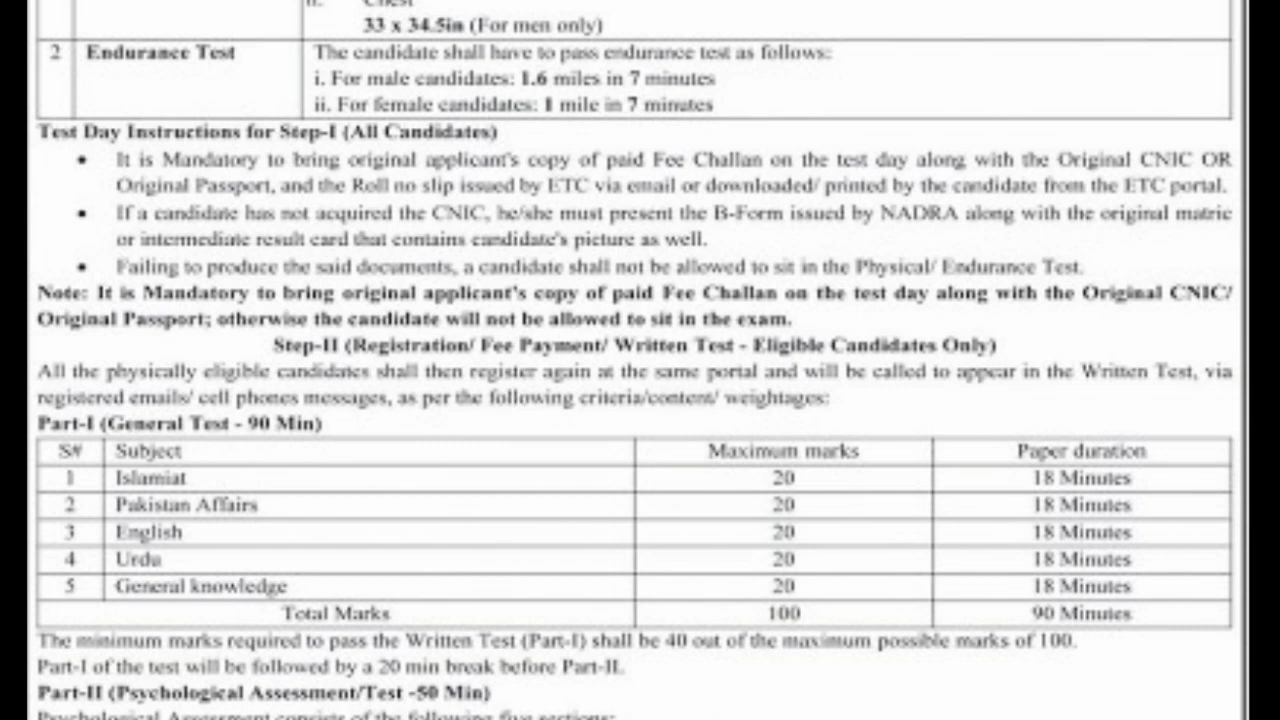 ii. Chest
33 x 34.5in (For men only)
2 Endurance Test The candidate shall have to pass endurance test as follows:
i. For male candidates: 1.6 miles in 7 minutes
ii. For female candidates: 1 mile in 7 minutes
Test Day Instructions for Step-I (All Candidates)
• It is Mandatory to bring original applicant's copy of paid Fee Challan on the test day along with the Original CNIC OR
Original Passport, and the Roll no slip issued by ETC via email or downloaded/ printed by the candidate from the ETC portal.
• If a candidate has not acquired the CNIC, he/she must present the B-Form issued by NADRA along with the original matric
or intermediate result card that contains candidate's picture as well.
• Failing to produce the said documents, a candidate shall not be allowed to sit in the Physical/ Endurance Test.
Note: It is Mandatory to bring original applicant's copy of paid Fee Challan on the test day along with the Original CNIC/
Original Passport; otherwise the candidate will not be allowed to sit in the exam.
Step-II (Registration/ Fee Payment/ Written Test - Eligible Candidates Only)
All the physically eligible candidates shall then register again at the same portal and will be called to appear in the Written Test, via
registered emails/ cell phones messages, as per the following criteria/content/ weightages:
Part-I (General Test - 90 Min)
S# Subject Maximum marks Paper duration
1 Islamiat 20 18 Minutes
2 Pakistan Affairs 20 18 Minutes
3 English 20 18 Minutes
4 Urdu 20 18 Minutes
5 General knowledge 20 18 Minutes
Total Marks 100 90 Minutes
The minimum marks required to pass the Written Test (Part-I) shall be 40 out of the maximum possible marks of 100.
Part-I of the test will be followed by a 20 min break before Part-II.
Part-II (Psychological Assessment/Test -50 Min)
Psychological Assessment consists of the following five sections: